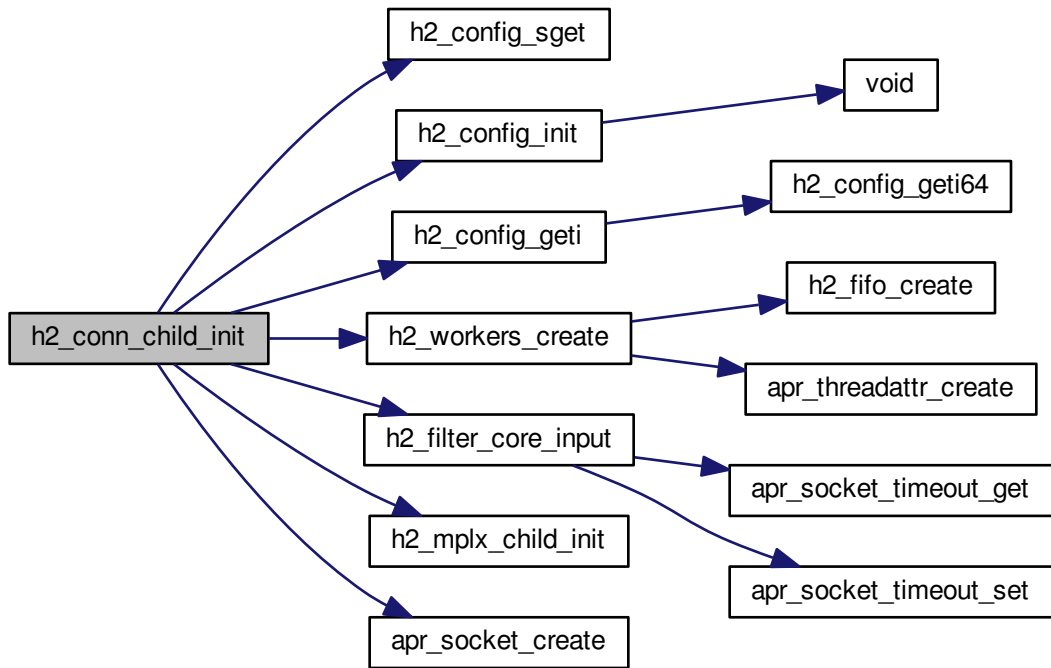 h2_config_sget
void
h2_config_init
h2_config_geti64
h2_config_geti
h2_fifo_create
h2_conn_child_init
h2_workers_create
apr_threadattr_create
h2_filter_core_input
apr_socket_timeout_get
h2_mplx_child_init
apr_socket_timeout_set
apr_socket_create